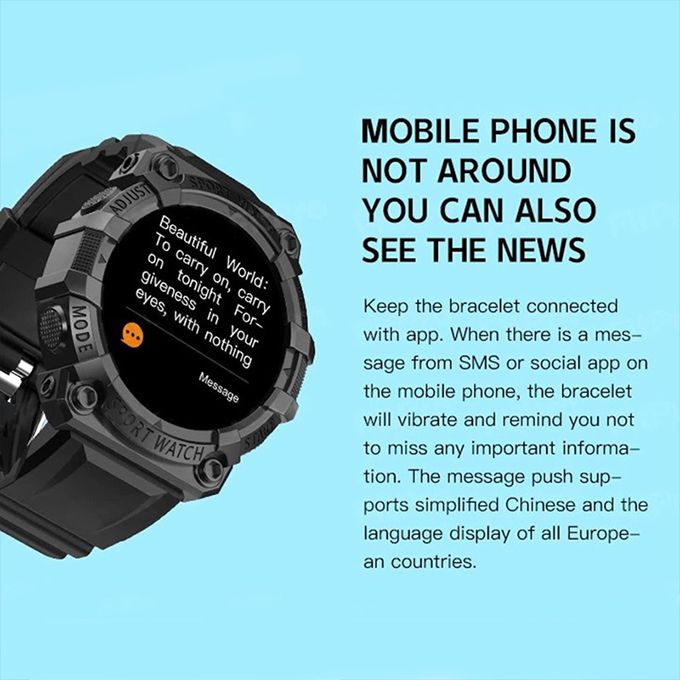 MOBILE PHONE IS
NOT AROUND
YOU CAN ALSO
SEE THE NEWS
Keep the bracelet connected
with app. When there is a mes-
sage from SMS or social app on
the mobile phone, the bracelet
will vibrate and remind you not
to miss any important informa-
tion. The message push sup-
ports simplified Chinese and the
language display of all Europe-
an countries.
ADJUST
MODE
SPORT WATCH
Beautiful World:
To carry on, carry
on tonight For-
giveness in your
eyes, with nothing
Message